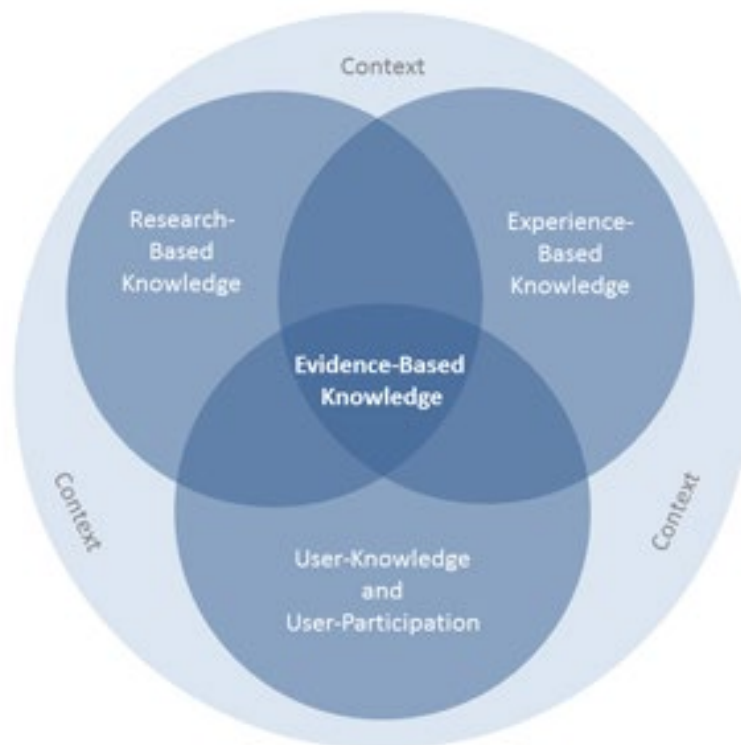 Context
Research-
Based
Knowledge
Experience-
Based
Knowledge
Evidence-Based
Knowledge
Context
Context
User-Knowledge
and
User-Participation